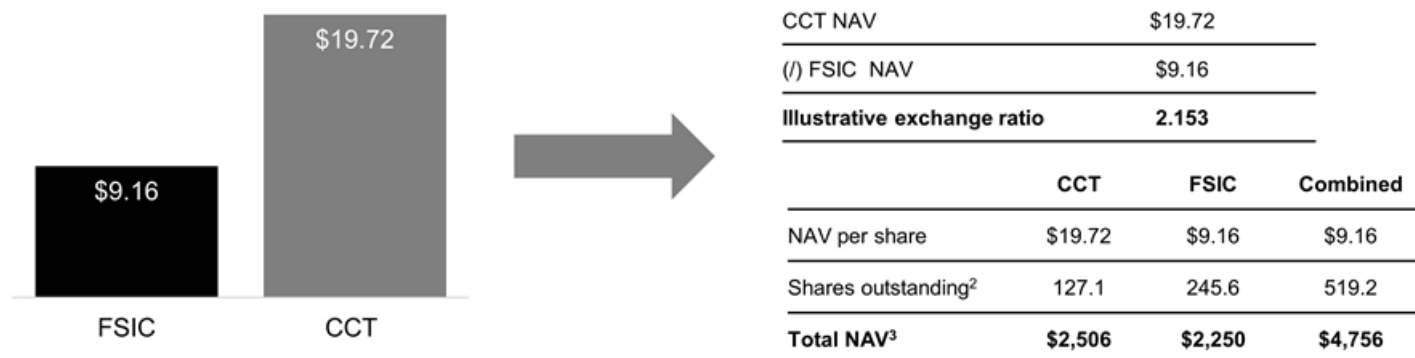 $9.16
$19.72
FSIC
CCT
CCT NAV $19.72
(/) FSIC NAV $9.16
Illustrative exchange ratio 2.153
CCT FSIC Combined
NAV per share $19.72 $9.16 $9.16
Shares outstanding² 127.1 245.6 519.2
Total NAV³ $2,506 $2,250 $4,756